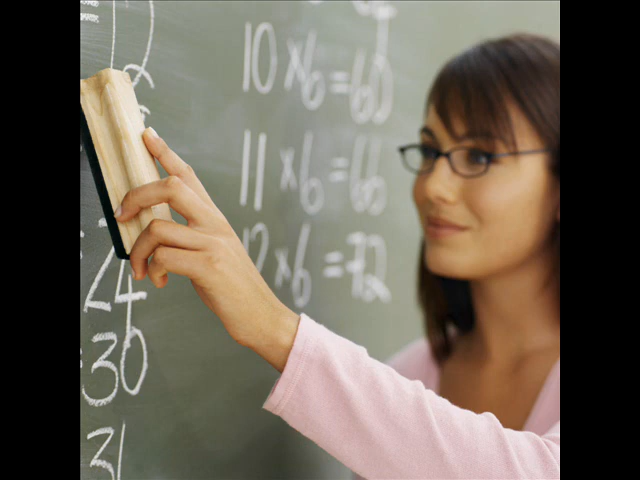 10 x 6 = 60
11 x 6 = 66
12 x 6 = 72
24
30